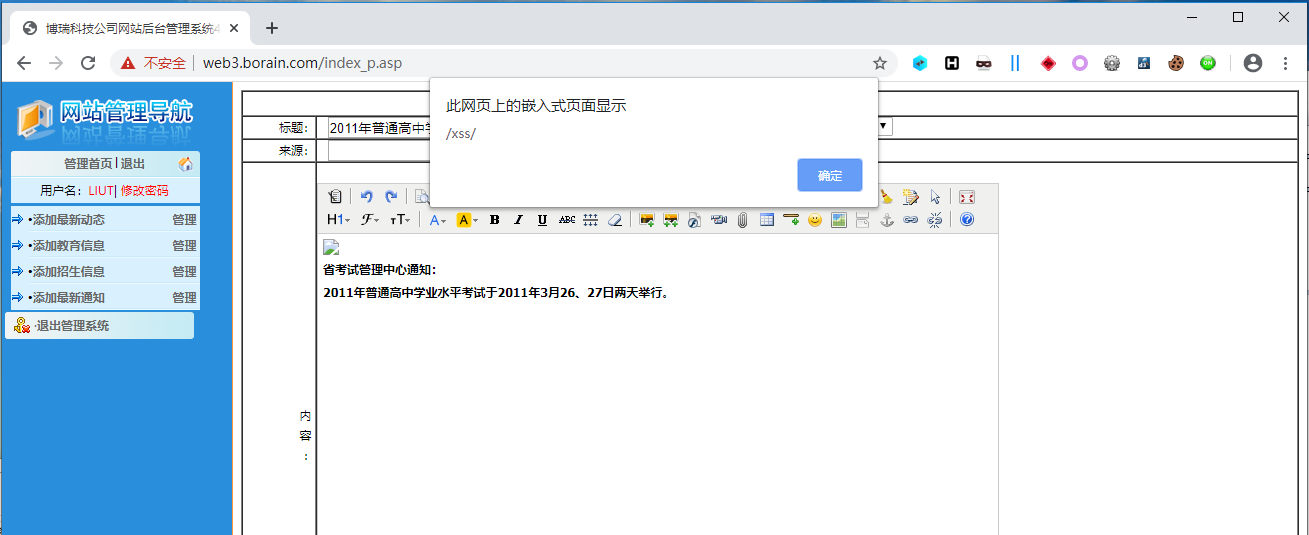 博瑞科技公司网站后台管理系统4
不安全 web3.borain.com/index_p.asp
此网页上的嵌入式页面显示
/xss/
确定
网站管理导航
管理首页 | 退出
用户名：LIUT| 修改密码
•添加最新动态 管理
•添加教育信息 管理
•添加招生信息 管理
•添加最新通知 管理
·退出管理系统
标题：
2011年普通高中学
来源：
内
容
：
H1 F TT A A B I U ABC
省考试管理中心通知：
2011年普通高中学业水平考试于2011年3月26、27日两天举行。